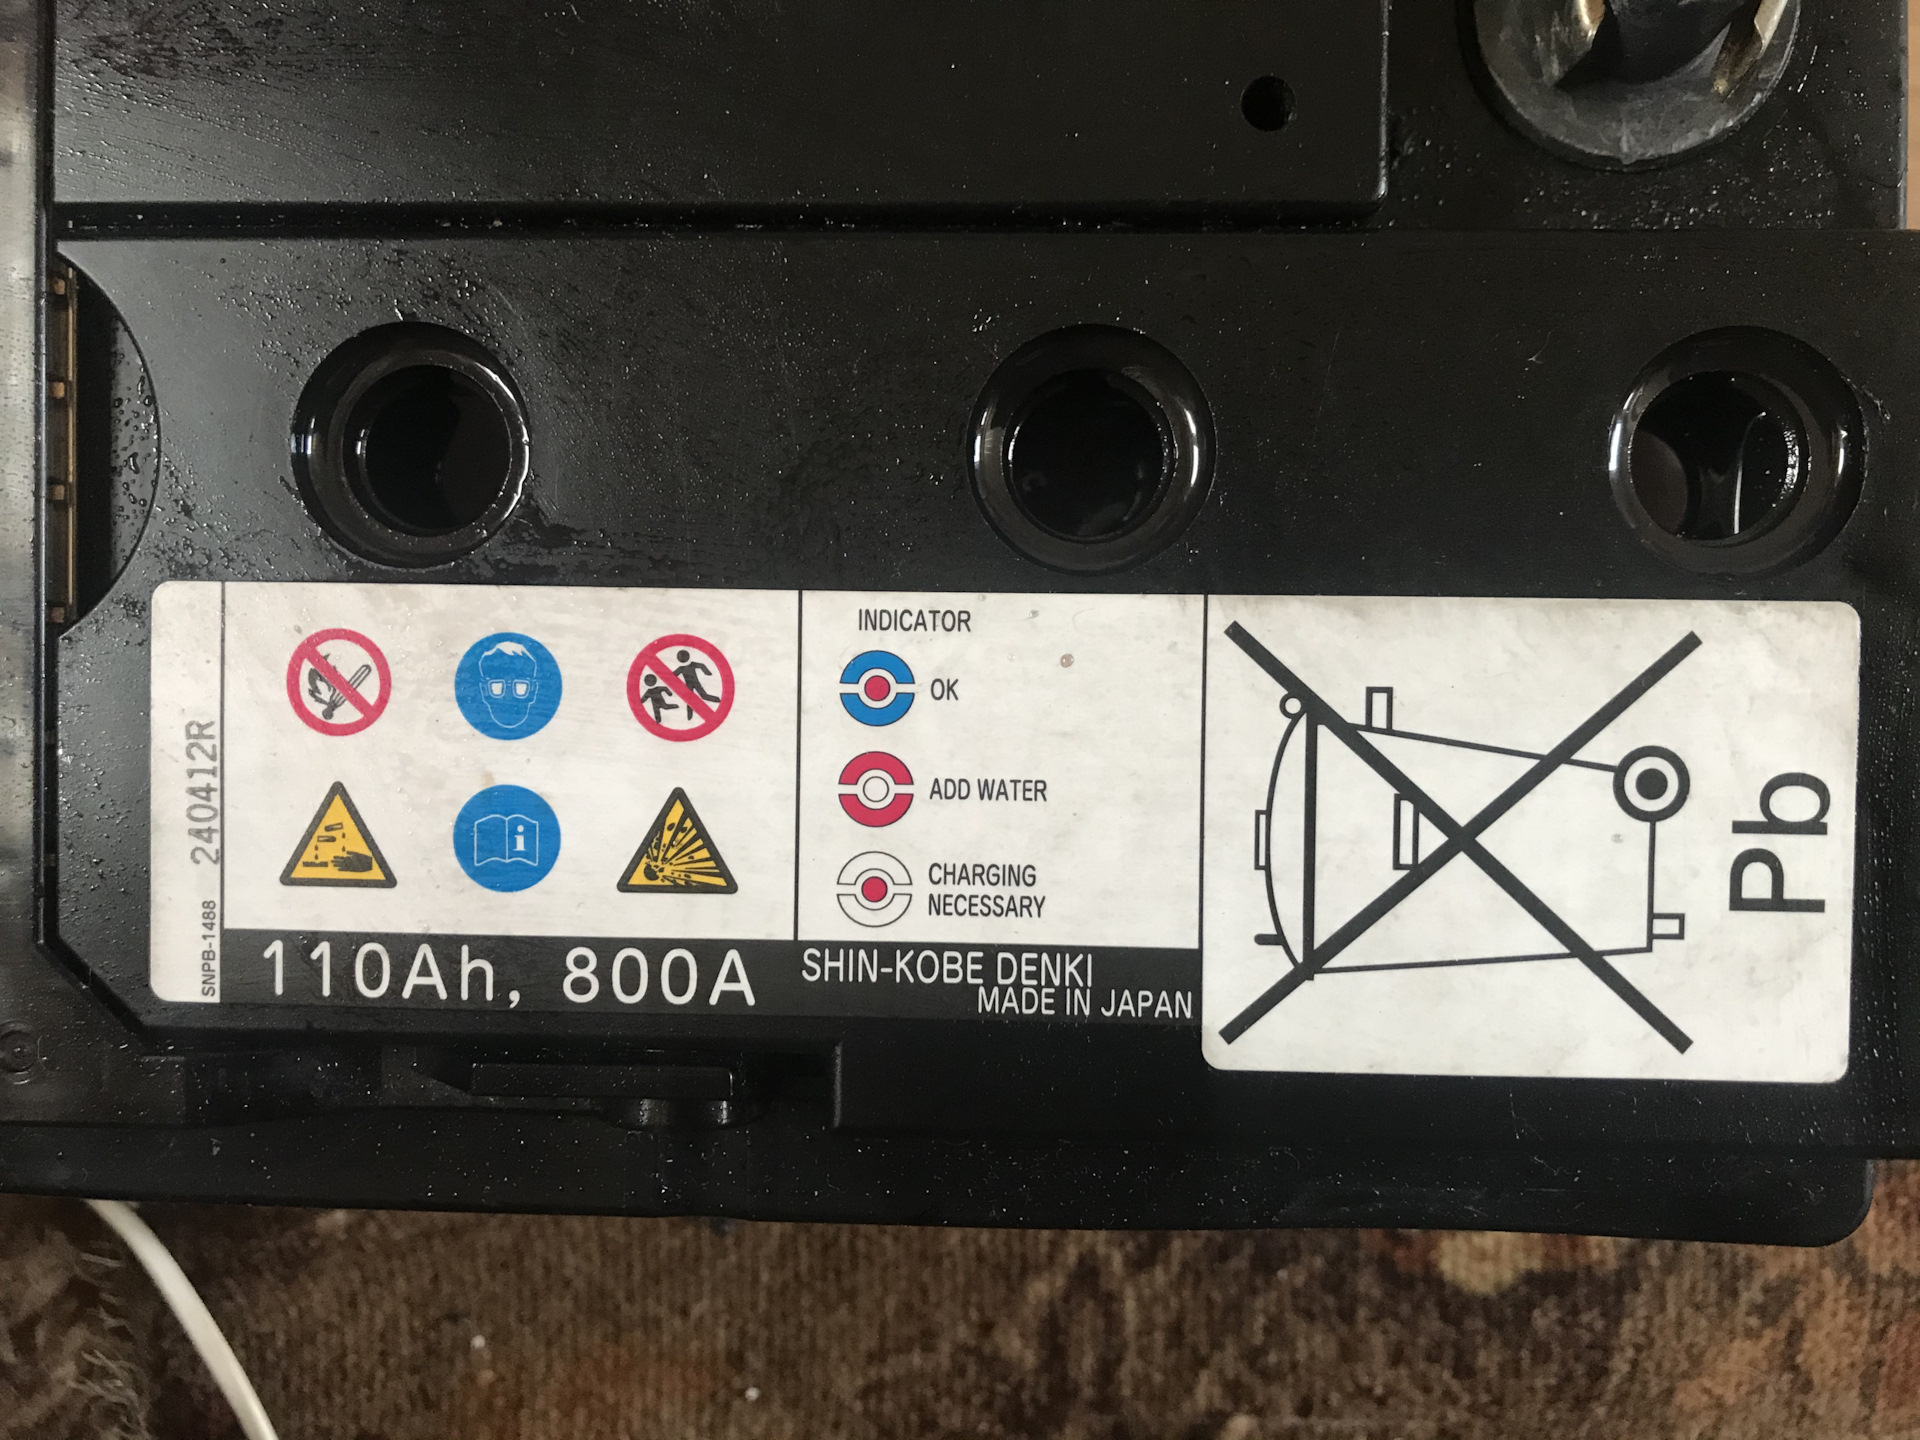 SNPB-1488 240412R
INDICATOR
OK
ADD WATER
CHARGING
NECESSARY
110Ah, 800A
SHIN-KOBE DENKI
MADE IN JAPAN
Pb